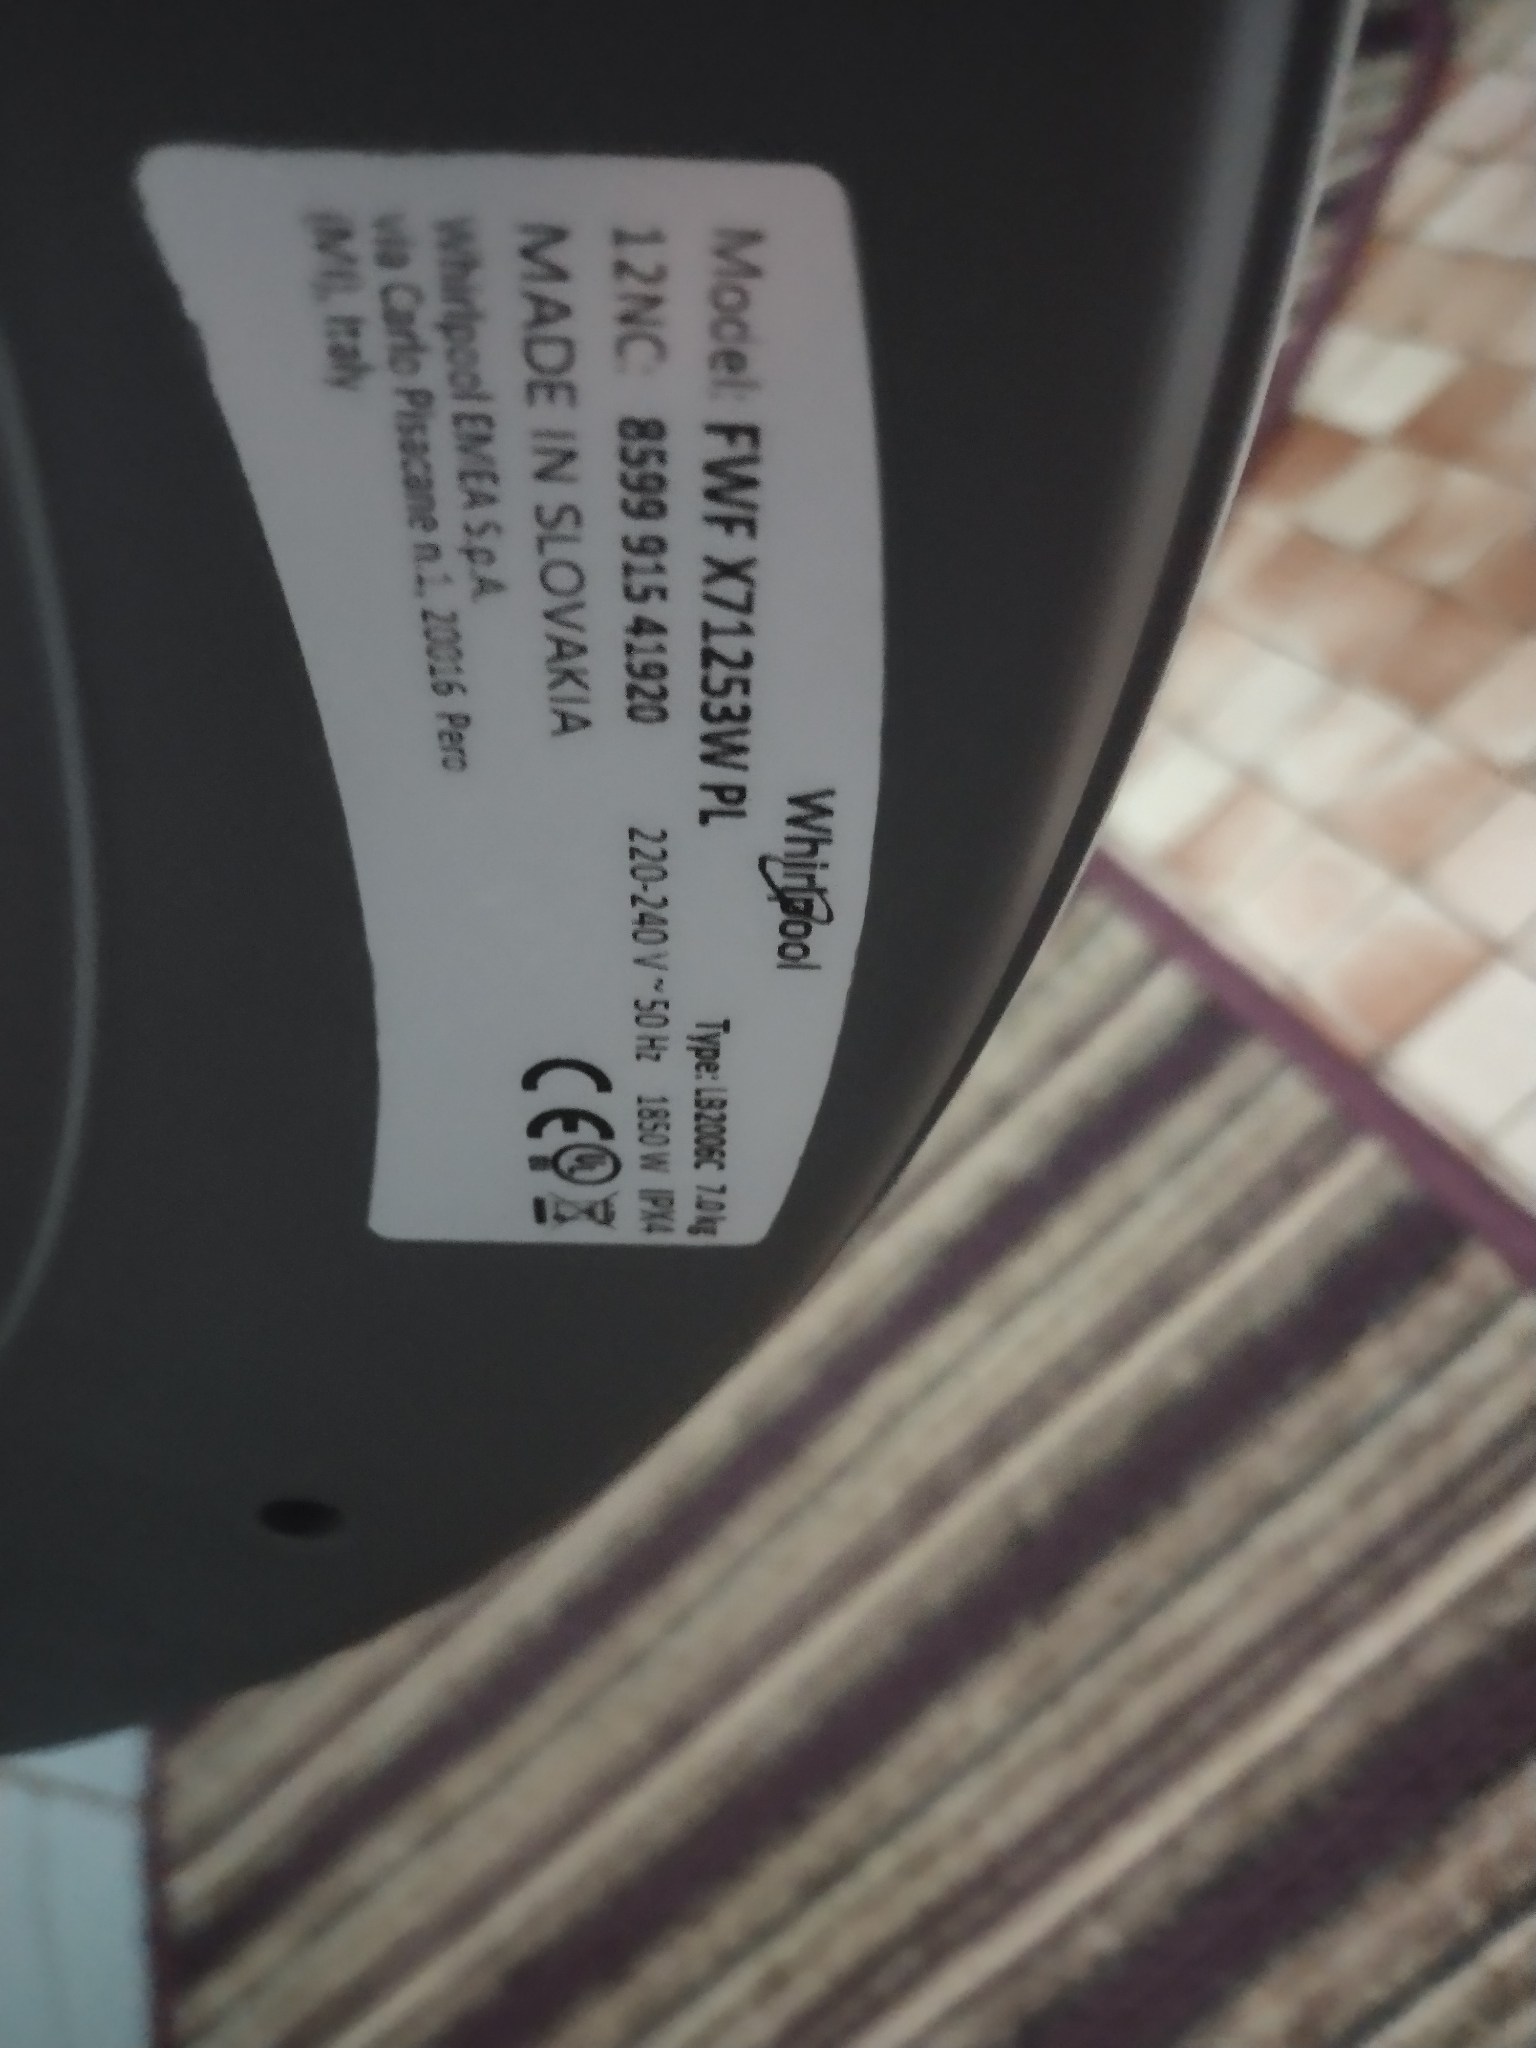 Whirlpool
Model: FWF X71253W PL Type: LB2006C 7.0 kg
12NC: 8599 915 41920 220-240 V ~ 50 Hz 1850 W IPX4
MADE IN SLOVAKIA CE
Whirlpool EMEA S.p.A.
via Carlo Pisacane n.1, 20016 Pero
(MI), Italy